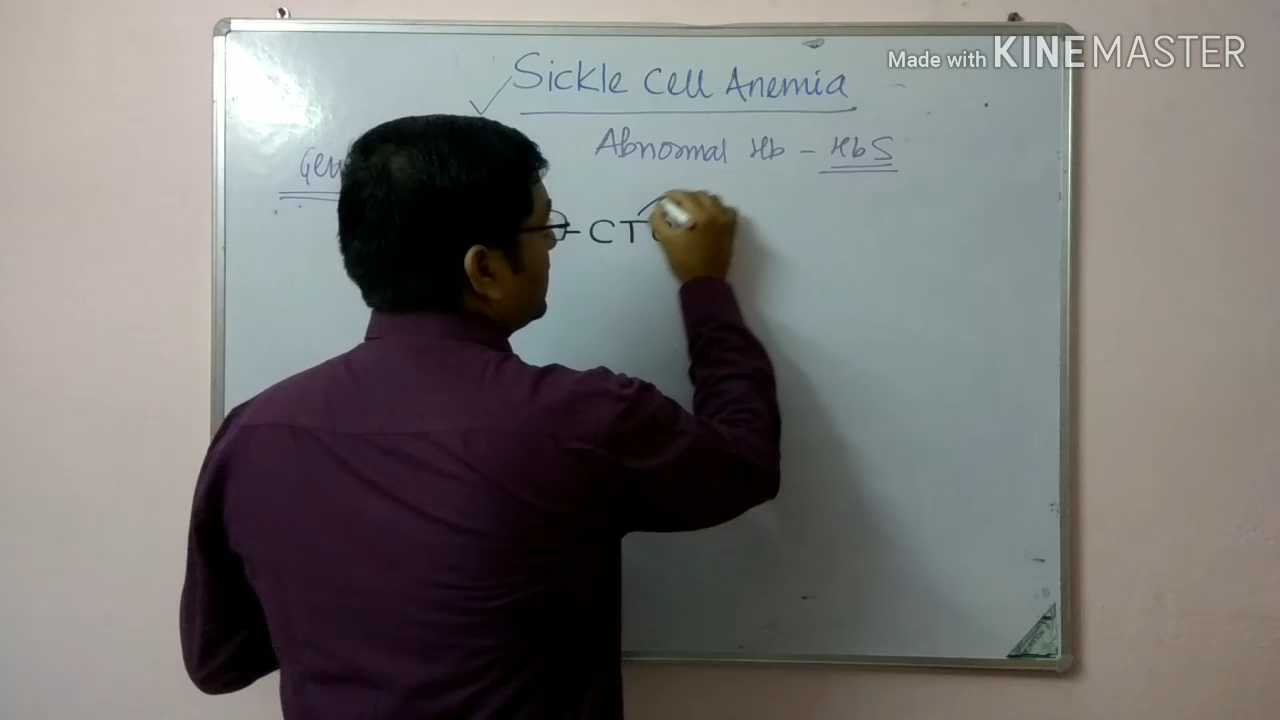 Made with KINEMASTER
Sickle Cell Anemia
Abnormal Hb - HbS
CT